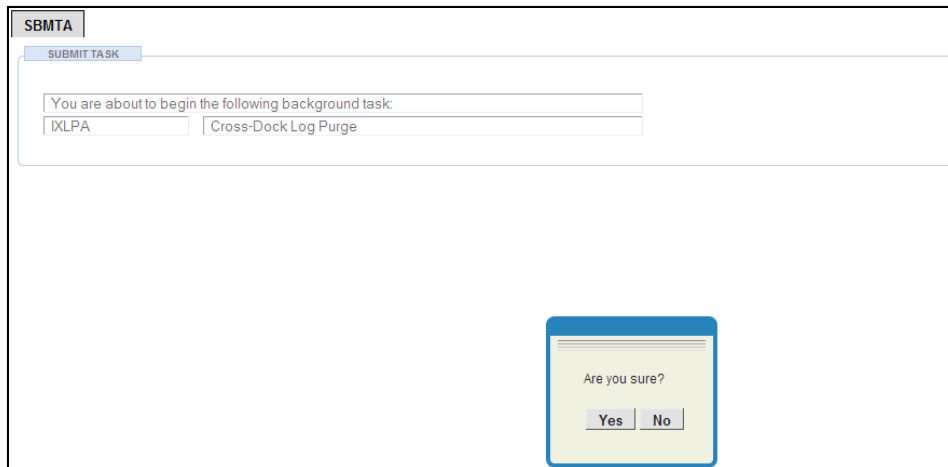 SBMTA
SUBMIT TASK
You are about to begin the following background task:
IXLPA Cross-Dock Log Purge
Are you sure?
Yes No